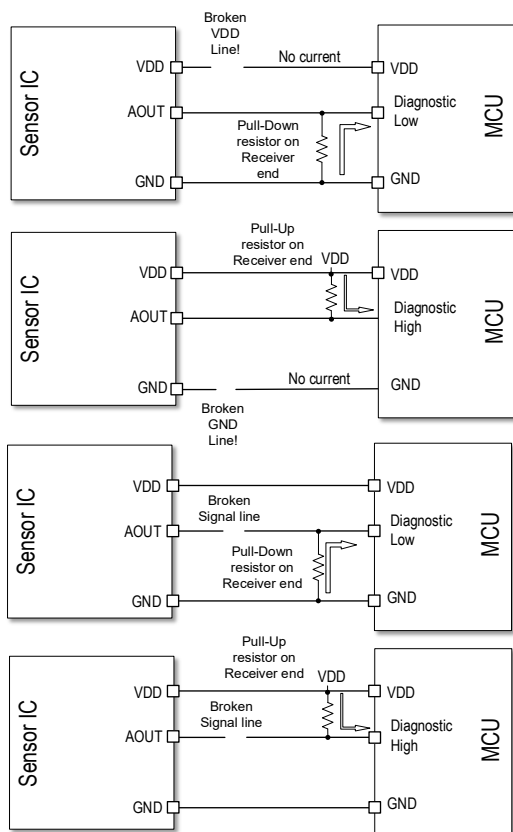 Broken
VDD
Line!
No current
VDD
VDD
Sensor IC
MCU
AOUT
Diagnostic
Low
Pull-Down
resistor on
Receiver
end
GND
GND
Pull-Up
resistor on
Receiver end
VDD
VDD
VDD
Sensor IC
MCU
AOUT
Diagnostic
High
GND
No current
GND
Broken
GND
Line!
VDD
VDD
Sensor IC
MCU
Broken
Signal line
AOUT
Diagnostic
Low
Pull-Down
resistor on
Receiver end
GND
GND
Pull-Up
resistor on
Receiver end
VDD
VDD
VDD
Sensor IC
MCU
Broken
Signal line
AOUT
Diagnostic
High
GND
GND